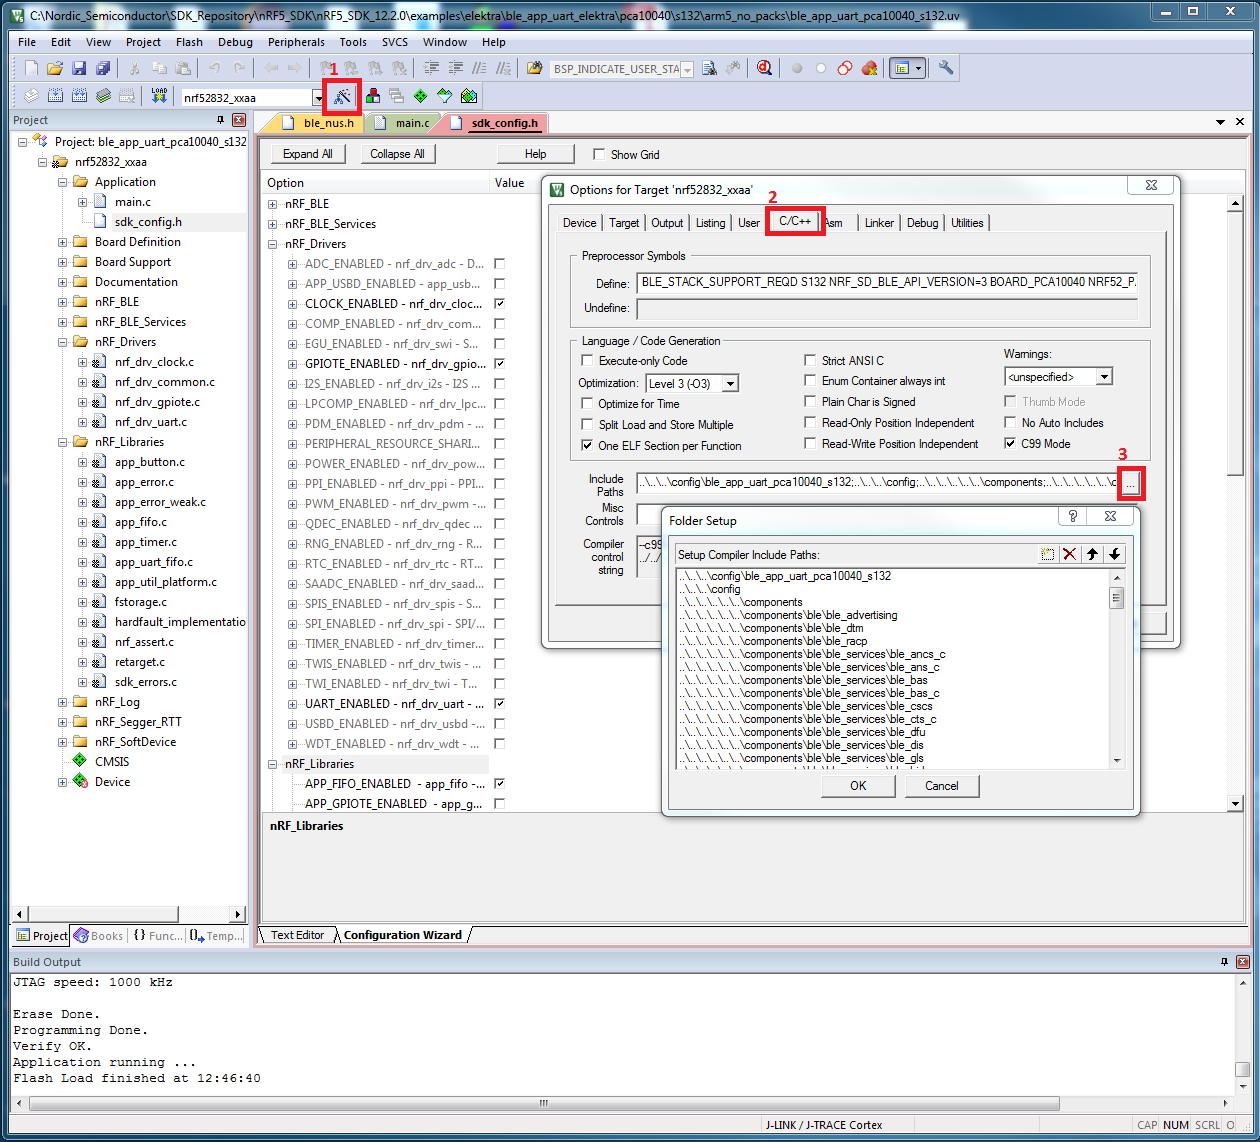 C:\Nordic_Semiconductor\SDK_Repository\nRF5_SDK\nRF5_SDK_12.2.0\examples\elektra\ble_app_uart_elektra\pca10040\s132\arm5_no_packs\ble_app_uart_pca10040_s132.uv
File Edit View Project Flash Debug Peripherals Tools SVCS Window Help
1
BSP_INDICATE_USER_STA
LOAD
nrf52832_xxaa
Project
Project: ble_app_uart_pca10040_s132
nrf52832_xxaa
Application
main.c
sdk_config.h
Board Definition
Board Support
Documentation
nRF_BLE
nRF_BLE_Services
nRF_Drivers
nrf_drv_clock.c
nrf_drv_common.c
nrf_drv_gpiote.c
nrf_drv_uart.c
nRF_Libraries
app_button.c
app_error.c
app_error_weak.c
app_fifo.c
app_timer.c
app_uart_fifo.c
app_util_platform.c
fstorage.c
hardfault_implementatio
nrf_assert.c
retarget.c
sdk_errors.c
nRF_Log
nRF_Segger_RTT
nRF_SoftDevice
CMSIS
Device
Project Books {} Func... Temp...
ble_nus.h main.c sdk_config.h
Expand All Collapse All Help Show Grid
Option Value
nRF_BLE
nRF_BLE_Services
nRF_Drivers
ADC_ENABLED - nrf_drv_adc - D...
APP_USBD_ENABLED - app_usb...
CLOCK_ENABLED - nrf_drv_cloc...
COMP_ENABLED - nrf_drv_com...
EGU_ENABLED - nrf_drv_swi - S...
GPIOTE_ENABLED - nrf_drv_gpio...
I2S_ENABLED - nrf_drv_i2s - I2S ...
LPCOMP_ENABLED - nrf_drv_lpc...
PDM_ENABLED - nrf_drv_pdm - ...
PERIPHERAL_RESOURCE_SHARI...
POWER_ENABLED - nrf_drv_pow...
PPI_ENABLED - nrf_drv_ppi - PPI...
PWM_ENABLED - nrf_drv_pwm - ...
QDEC_ENABLED - nrf_drv_qdec ...
RNG_ENABLED - nrf_drv_rng - R...
RTC_ENABLED - nrf_drv_rtc - RT...
SAADC_ENABLED - nrf_drv_saad...
SPIS_ENABLED - nrf_drv_spis - S...
SPI_ENABLED - nrf_drv_spi - SPI/...
TIMER_ENABLED - nrf_drv_timer...
TWIS_ENABLED - nrf_drv_twis - ...
TWI_ENABLED - nrf_drv_twi - T...
UART_ENABLED - nrf_drv_uart - ...
USBD_ENABLED - nrf_drv_usbd - ...
WDT_ENABLED - nrf_drv_wdt - ...
nRF_Libraries
APP_FIFO_ENABLED - app_fifo -...
APP_GPIOTE_ENABLED - app_g...
nRF_Libraries
Text Editor Configuration Wizard
Options for Target 'nrf52832_xxaa'
2
Device Target Output Listing User C/C++ Asm Linker Debug Utilities
Preprocessor Symbols
Define: BLE_STACK_SUPPORT_REQD S132 NRF_SD_BLE_API_VERSION=3 BOARD_PCA10040 NRF52_P.
Undefine:
Language / Code Generation
Execute-only Code Strict ANSI C Warnings:
Optimization: Level 3 (-O3) Enum Container always int <unspecified>
Optimize for Time Plain Char is Signed Thumb Mode
Split Load and Store Multiple Read-Only Position Independent No Auto Includes
One ELF Section per Function Read-Write Position Independent C99 Mode
3
Include Paths ..\..\..\config\ble_app_uart_pca10040_s132;..\..\..\config;..\..\..\..\..\..\components;..\..\..\..\..\..\c ...
Misc Controls
Compiler control string --c99
../../
Folder Setup
Setup Compiler Include Paths:
..\..\..\config\ble_app_uart_pca10040_s132
..\..\..\config
..\..\..\..\..\..\components
..\..\..\..\..\..\components\ble\ble_advertising
..\..\..\..\..\..\components\ble\ble_dtm
..\..\..\..\..\..\components\ble\ble_racp
..\..\..\..\..\..\components\ble\ble_services\ble_ancs_c
..\..\..\..\..\..\components\ble\ble_services\ble_ans_c
..\..\..\..\..\..\components\ble\ble_services\ble_bas
..\..\..\..\..\..\components\ble\ble_services\ble_bas_c
..\..\..\..\..\..\components\ble\ble_services\ble_cscs
..\..\..\..\..\..\components\ble\ble_services\ble_cts_c
..\..\..\..\..\..\components\ble\ble_services\ble_dfu
..\..\..\..\..\..\components\ble\ble_services\ble_dis
..\..\..\..\..\..\components\ble\ble_services\ble_gls
OK Cancel
Build Output
JTAG speed: 1000 kHz
Erase Done.
Programming Done.
Verify OK.
Application running ...
Flash Load finished at 12:46:40
J-LINK / J-TRACE Cortex CAP NUM SCRL O